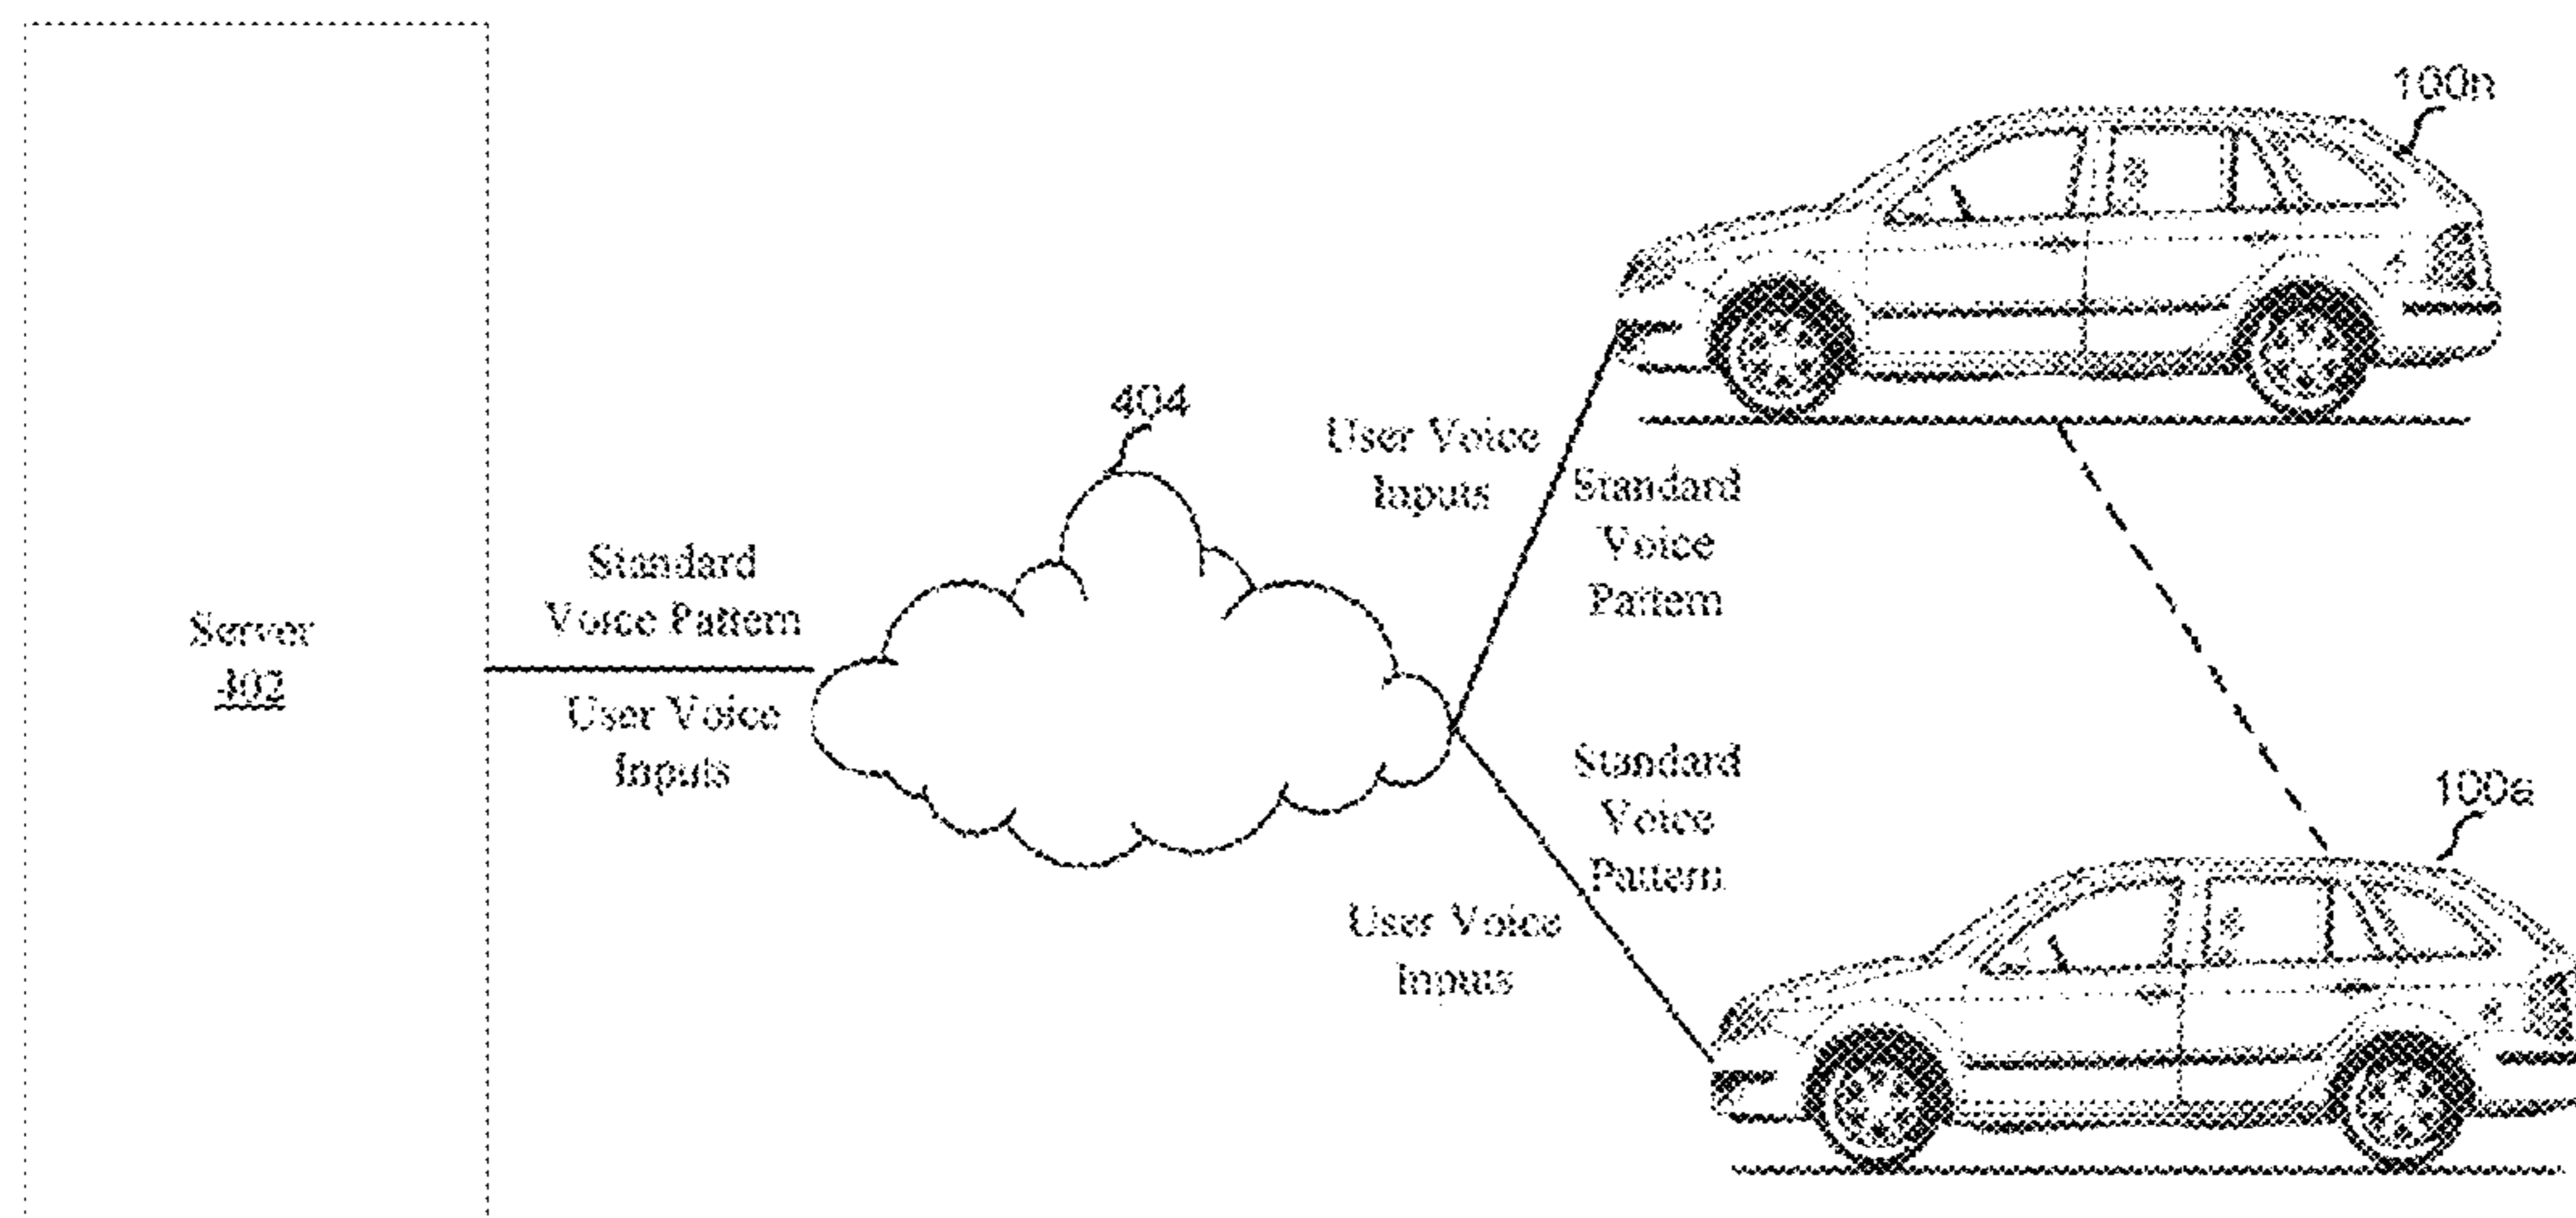 100n
404
User Voice
Inputs
Standard
Voice
Pattern
Standard
Voice Pattern
Server
402
User Voice
Inputs
Standard
Voice
Pattern
100a
User Voice
Inputs